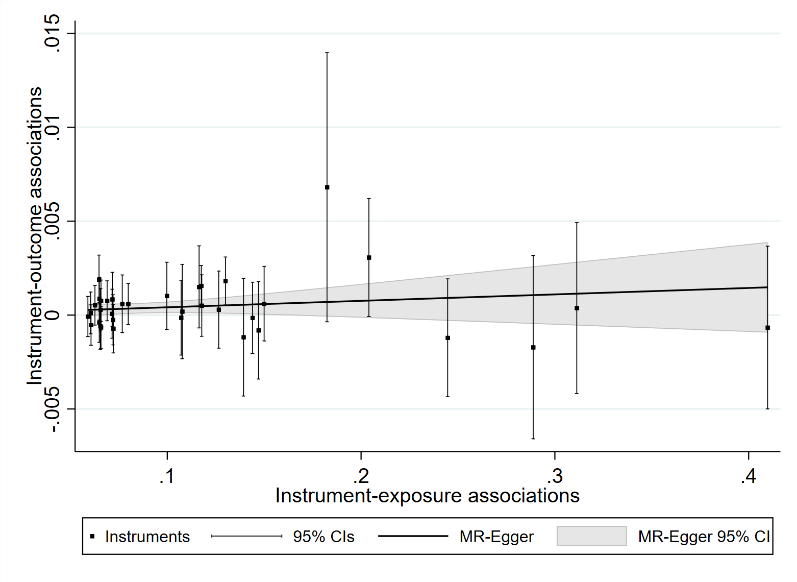 Instrument-outcome associations
.015
.01
.005
0
-.005
.1
.2
.3
.4
Instrument-exposure associations
Instruments
95% CIs
MR-Egger
MR-Egger 95% CI